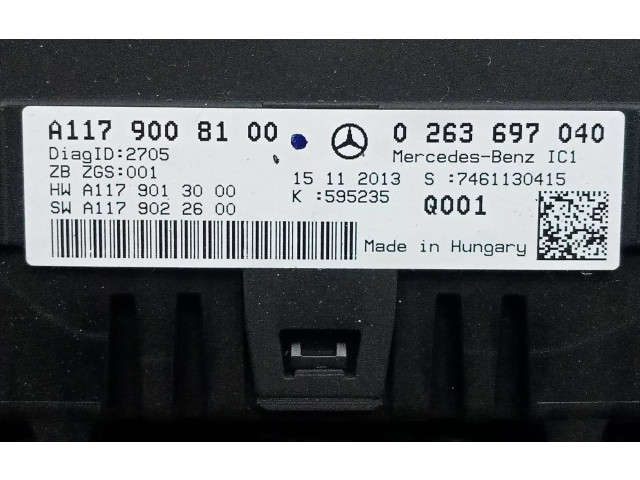 A117 900 81 00 0 263 697 040
DiagID:2705 Mercedes-Benz IC1
ZB ZGS:001 15 11 2013 S :7461130415
HW A117 901 30 00 K :595235 Q001
SW A117 902 26 00
Made in Hungary